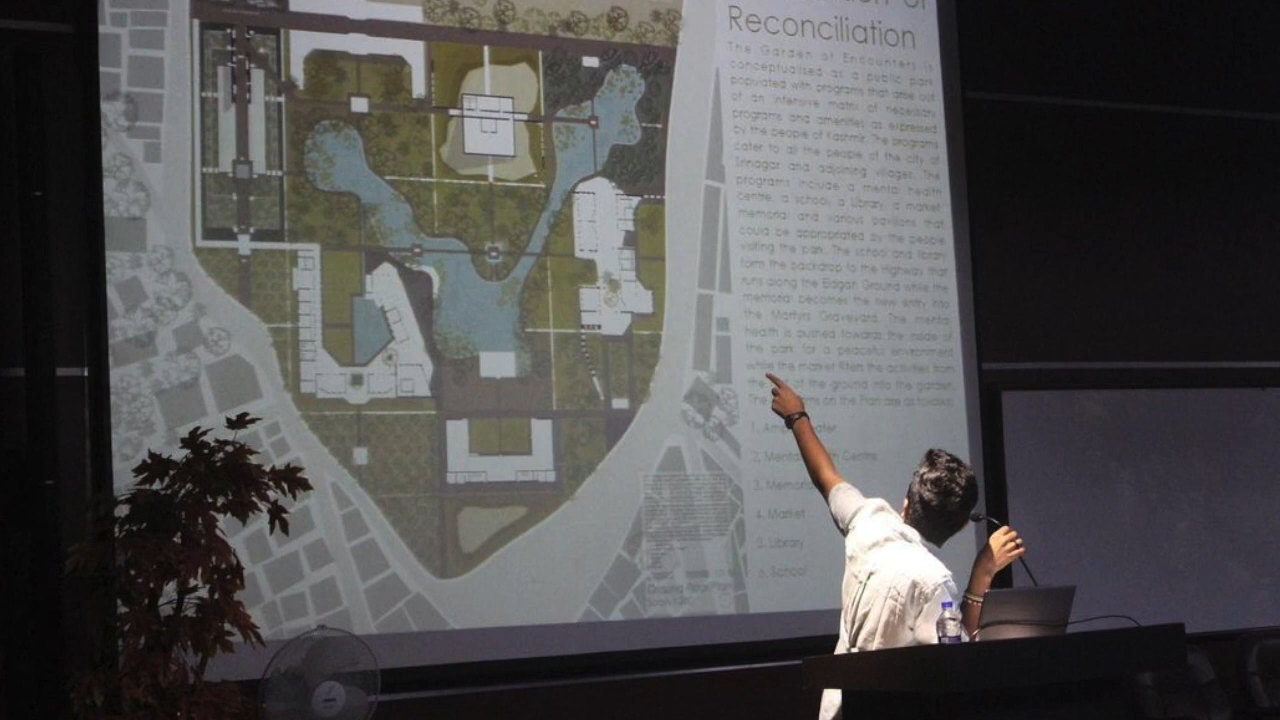 Reconciliation
The Garden of Encounters is
conceptualised as a public park
populated with programs that arise out
of an intensive matrix of necessary
programs and amenities as expressed
by the people of Kashmir. The programs
cater to all the people of the city of
Srinagar and adjoining villages. The
programs include a mental health
centre, a school, a Library, a market,
memorial and various pavilions that
could be appropriated by the people
visiting the park. The school and library
form the backdrop to the Highway that
runs along the Eidgah Ground while the
memorial becomes the new entry into
the Martyrs Graveyard. The mental
health is pushed towards the inside of
the park for a peaceful environment
while the market filters the activities from
the of the ground into the garden.
The on the Plan are as follows:
1.
2. Centre
3.
4. Market
5. Library
School